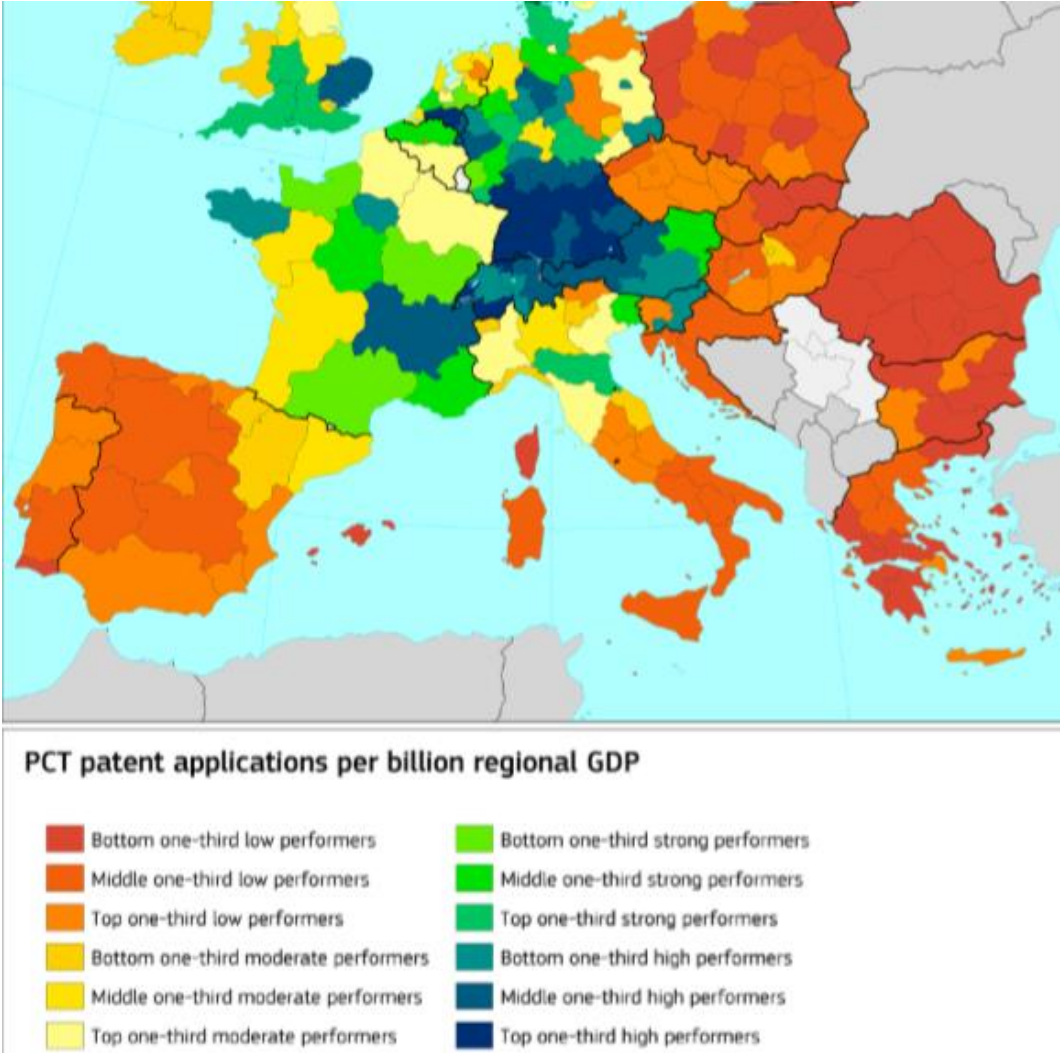 PCT patent applications per billion regional GDP
Bottom one-third low performers
Middle one-third low performers
Top one-third low performers
Bottom one-third moderate performers
Middle one-third moderate performers
Top one-third moderate performers
Bottom one-third strong performers
Middle one-third strong performers
Top one-third strong performers
Bottom one-third high performers
Middle one-third high performers
Top one-third high performers